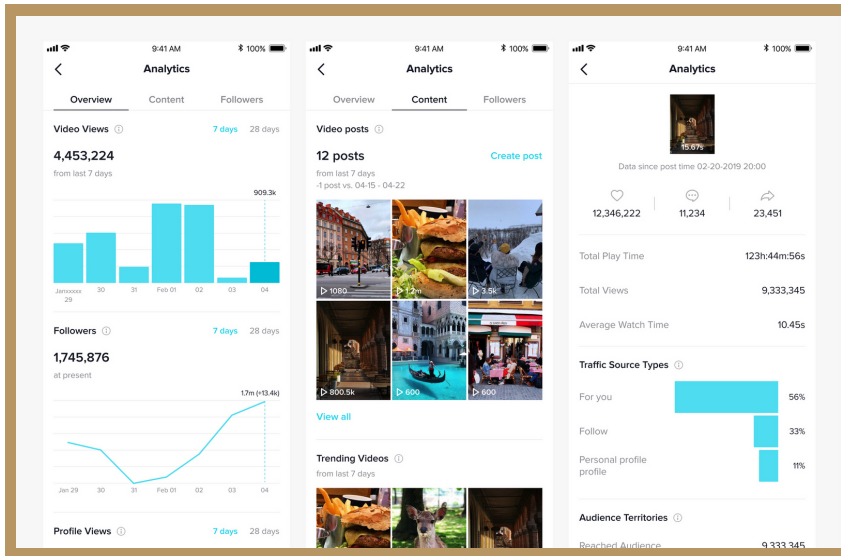 9:41 AM
100%
Analytics
Overview Content Followers
Video Views
7 days 28 days
4,453,224
from last 7 days
909.3k
Janxxxxx 30 31 Feb 01 02 03 04
29
Followers
7 days 28 days
1,745,876
at present
1.7m (+13.4k)
Jan 29 30 31 Feb 01 02 03 04
Profile Views
7 days 28 days
9:41 AM
100%
Analytics
Overview Content Followers
Video posts
12 posts
Create post
from last 7 days
-1 post vs. 04-15 - 04-22
1080 1.2m 3.5k
800.5k 600 600
View all
Trending Videos
from last 7 days
9:41 AM
100%
Analytics
15.67s
Data since post time 02-20-2019 20:00
12,346,222 11,234 23,451
Total Play Time 123h:44m:56s
Total Views 9,333,345
Average Watch Time 10.45s
Traffic Source Types
For you 56%
Follow 33%
Personal profile 11%
profile
Audience Territories
Reached Audience 9,333,345